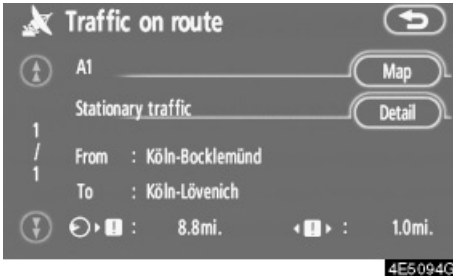 Traffic on route
A1
Map
Stationary traffic
Detail
1
/
1
From : Köln-Bocklemünd
To : Köln-Lövenich
: 8.8mi. : 1.0mi.
4E5094G